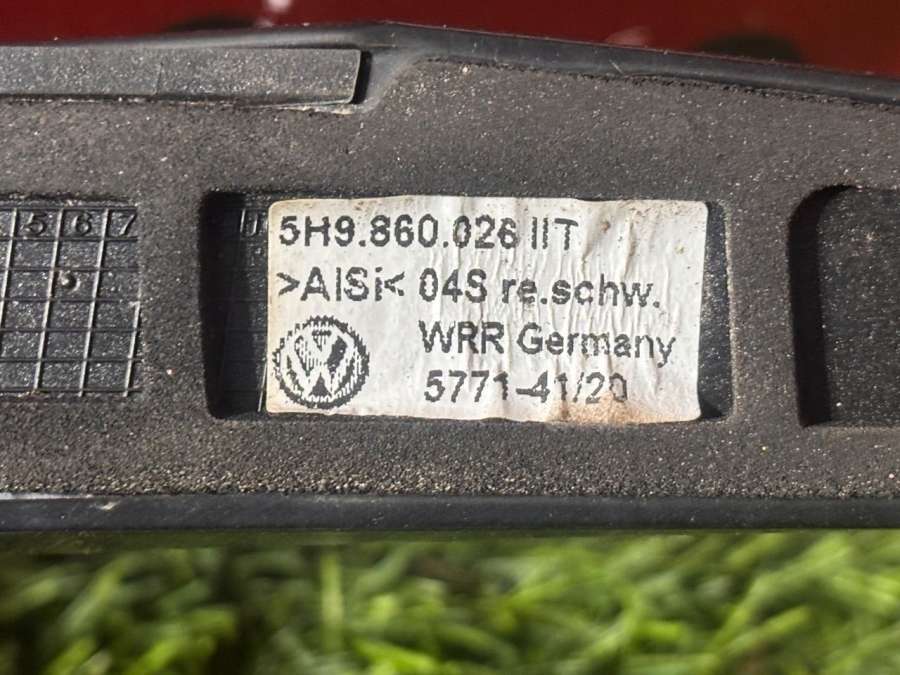 5H9.860.026 IIT
>AlSi< 04S re.schw.
WRR Germany
5771-41/20
5 6 7